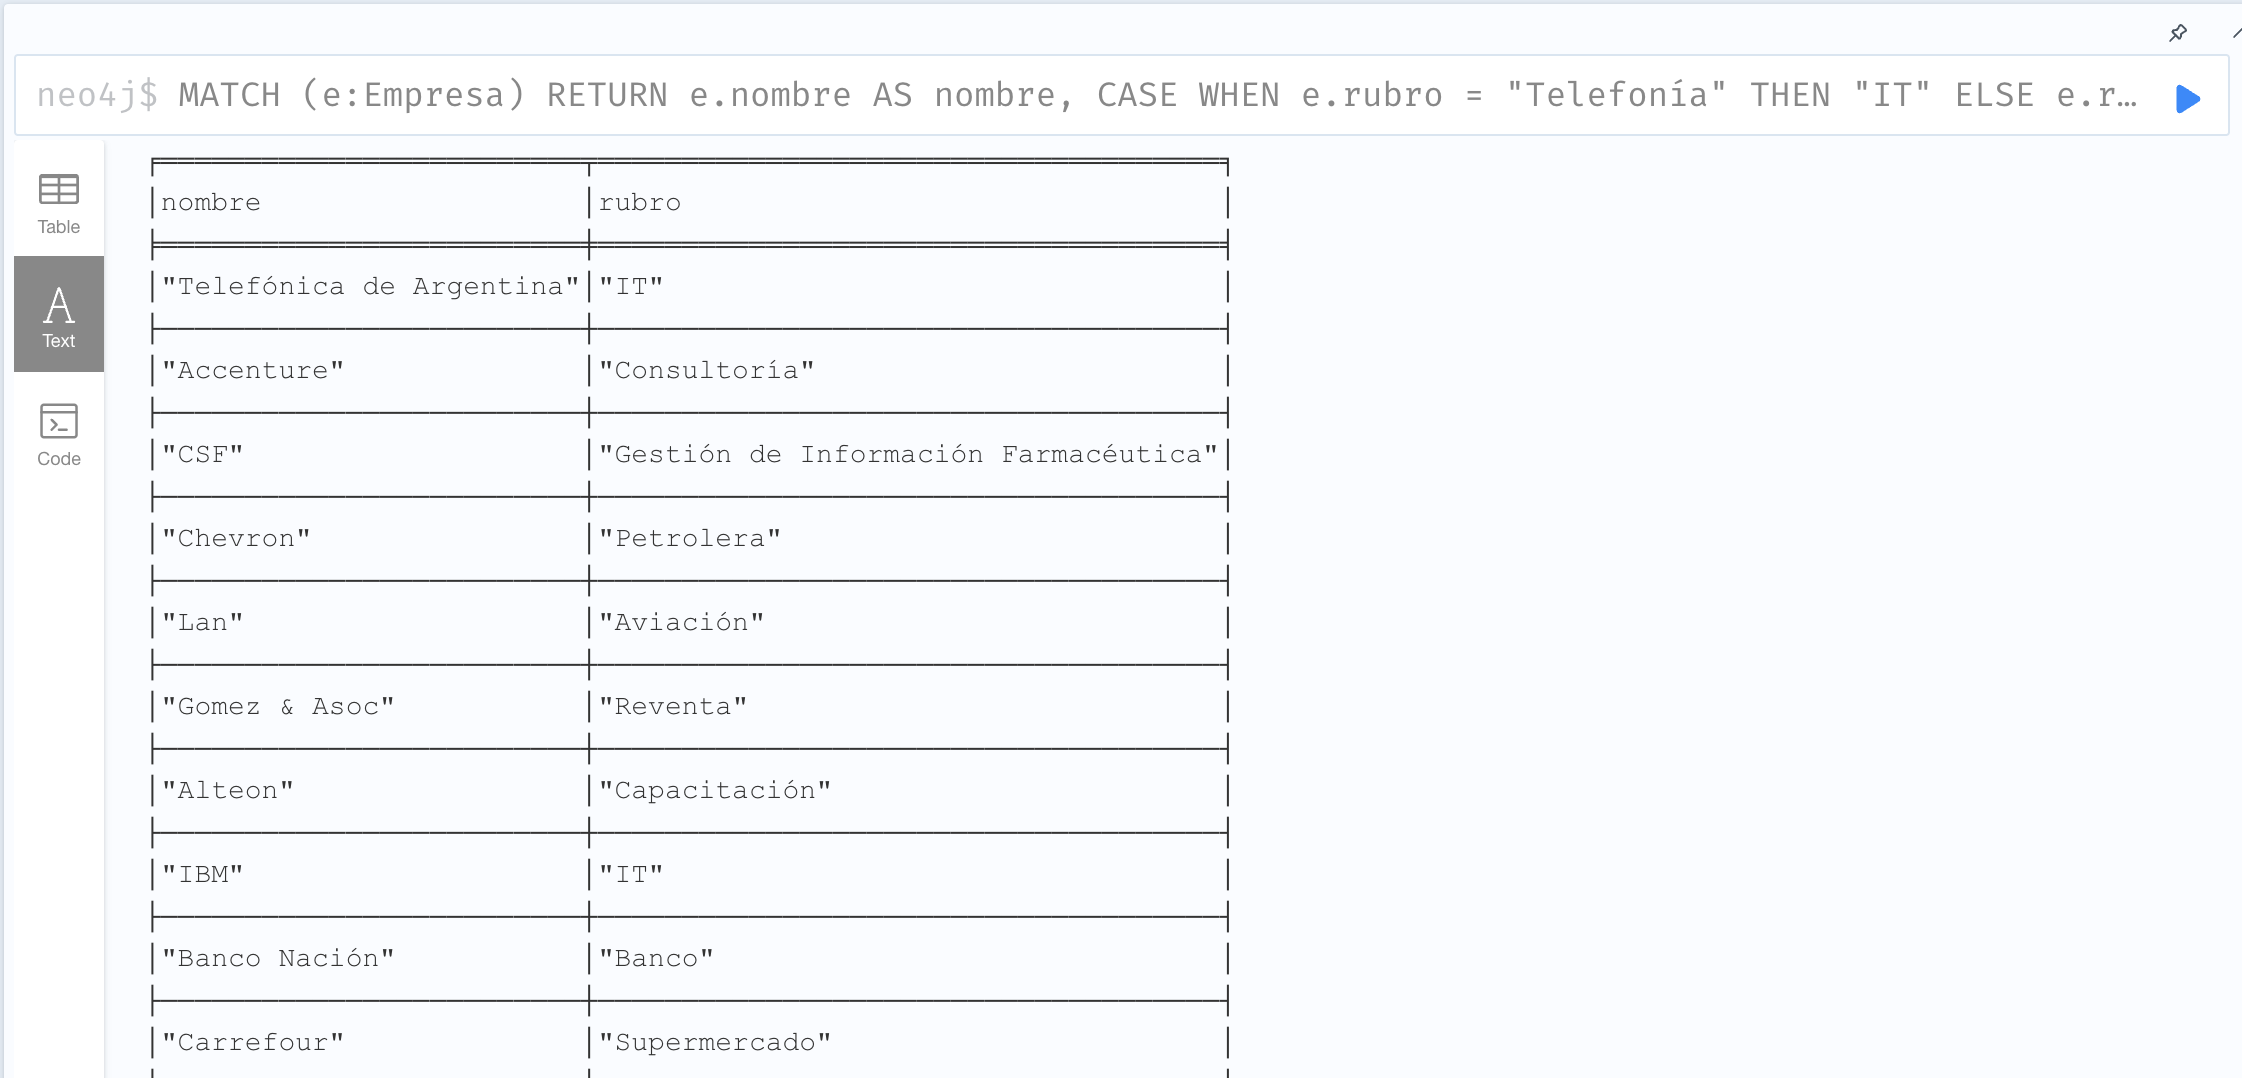 neo4j$ MATCH (e:Empresa) RETURN e.nombre AS nombre, CASE WHEN e.rubro = "Telefonía" THEN "IT" ELSE e.r…
Table
Text
Code
nombre rubro
"Telefónica de Argentina" "IT"
"Accenture" "Consultoría"
"CSF" "Gestión de Información Farmacéutica"
"Chevron" "Petrolera"
"Lan" "Aviación"
"Gomez & Asoc" "Reventa"
"Alteon" "Capacitación"
"IBM" "IT"
"Banco Nación" "Banco"
"Carrefour" "Supermercado"